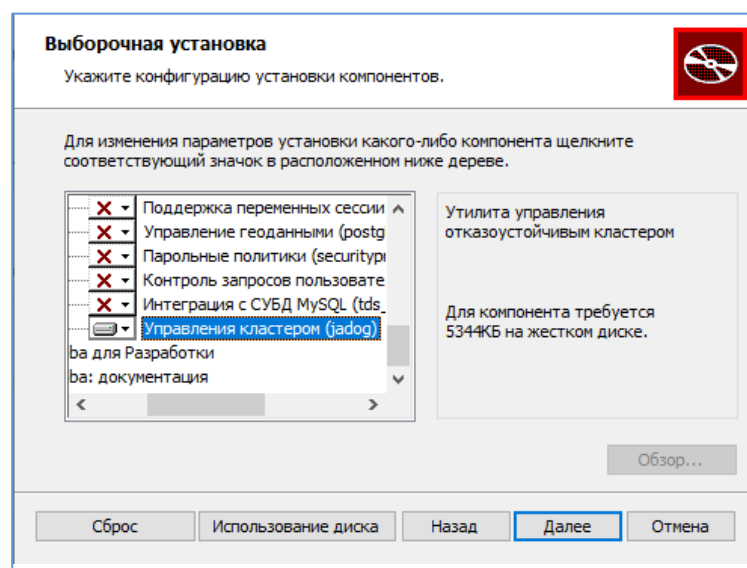 Выборочная установка
Укажите конфигурацию установки компонентов.
Для изменения параметров установки какого-либо компонента щелкните
соответствующий значок в расположенном ниже дереве.
Поддержка переменных сессии
Управление геоданными (postg
Парольные политики (securitypr
Контроль запросов пользовате
Интеграция с СУБД MySQL (tds_
Управления кластером (jadog)
ba для Разработки
ba: документация
Утилита управления
отказоустойчивым кластером
Для компонента требуется
5344КБ на жестком диске.
Обзор...
Сброс
Использование диска
Назад
Далее
Отмена